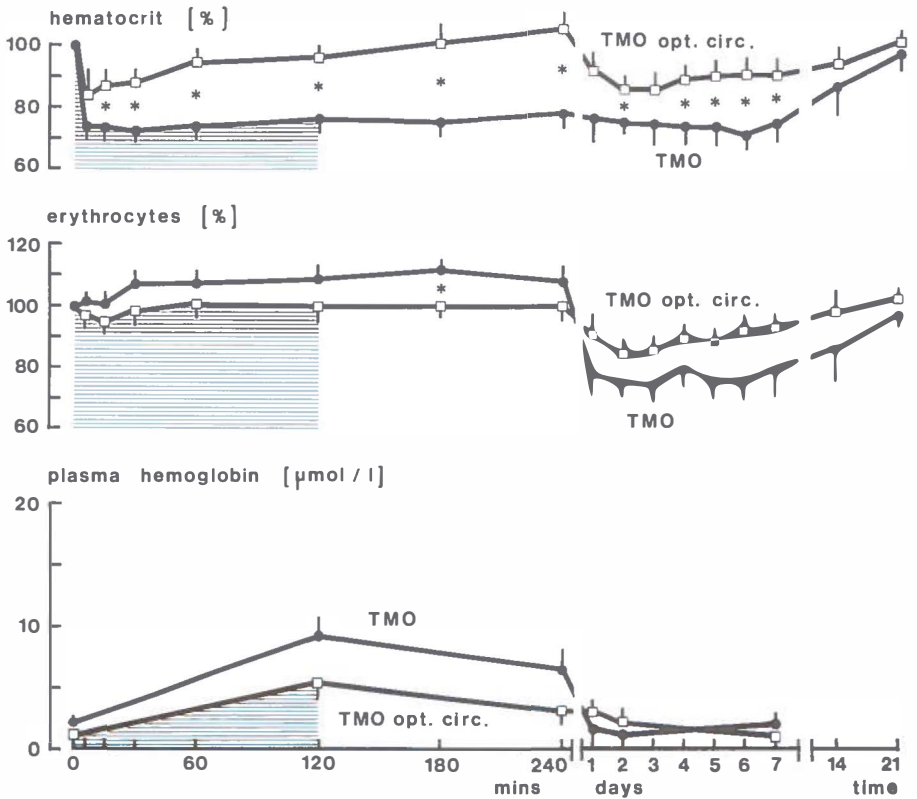 hematocrit [%]
100
80
60
TMO opt. circ.
* * * * * *
* * * * *
TMO
erythrocytes [%]
120
100
80
60
*
TMO opt. circ.
TMO
plasma hemoglobin [µmol / l]
20
10
0
TMO
TMO opt. circ.
0 60 120 180 240 1 2 3 4 5 6 7 14 21
mins days time